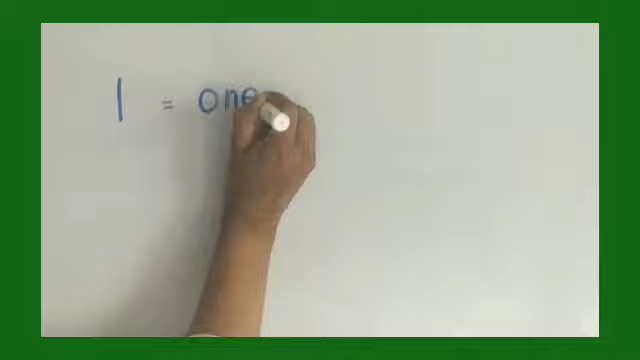 1 = one